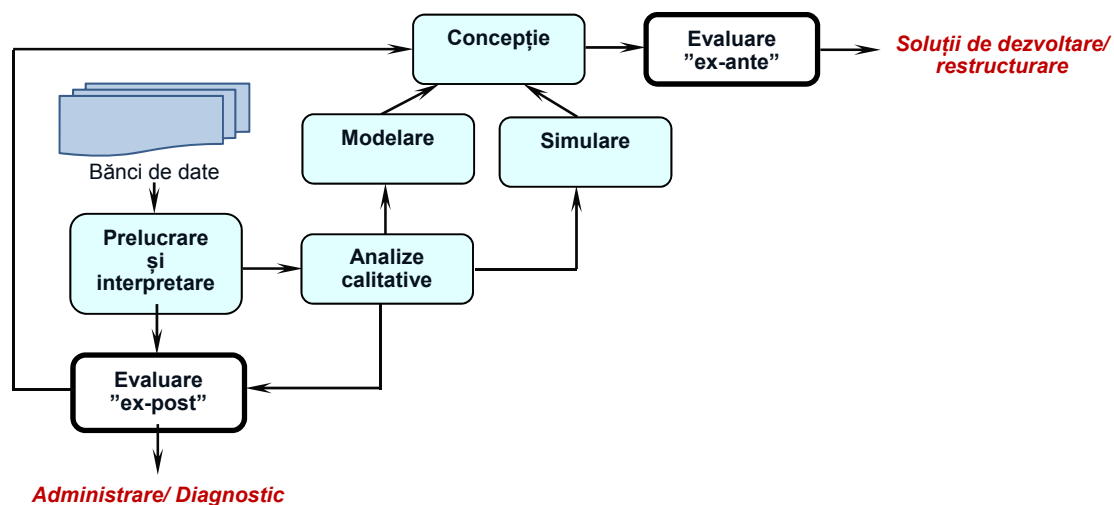 Concepție
Evaluare
”ex-ante”
Soluții de dezvoltare/
restructurare
Modelare
Simulare
Bănci de date
Prelucrare
și
interpretare
Analize
calitative
Evaluare
”ex-post”
Administrare/ Diagnostic